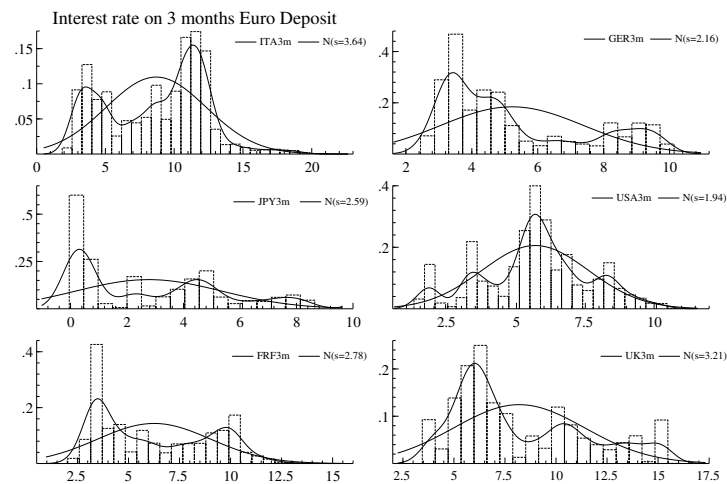 Interest rate on 3 months Euro Deposit
ITA3m N(s=3.64)
.15
.1
.05
0 5 10 15 20
GER3m N(s=2.16)
.4
.2
2 4 6 8 10
JPY3m N(s=2.59)
.5
.25
0 2 4 6 8 10
USA3m N(s=1.94)
.4
.2
2.5 5 7.5 10
FRF3m N(s=2.78)
.4
.2
2.5 5 7.5 10 12.5 15
UK3m N(s=3.21)
.2
.1
2.5 5 7.5 10 12.5 15 17.5